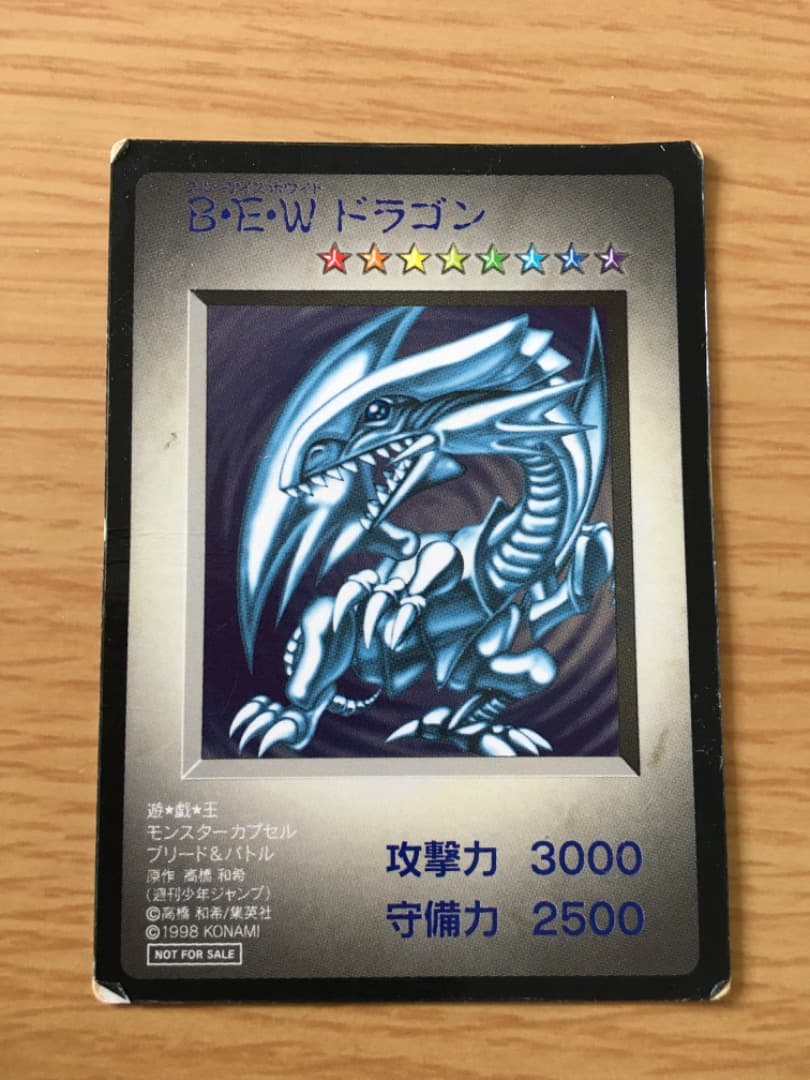 ブルーアイズホワイト
B・E・W ドラゴン
遊★戯★王
モンスターカプセル
ブリード&バトル
原作 高橋 和希
(週刊少年ジャンプ)
©高橋 和希/集英社
©1998 KONAMI
NOT FOR SALE
攻撃力 3000
守備力 2500